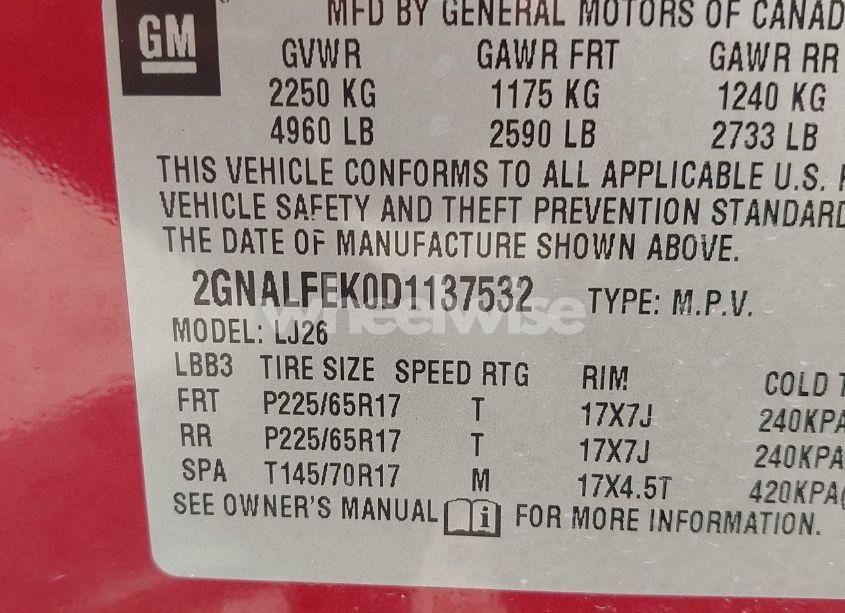 GM
MFD BY GENERAL MOTORS OF CANAD
GVWR GAWR FRT GAWR RR
2250 KG 1175 KG 1240 KG
4960 LB 2590 LB 2733 LB
THIS VEHICLE CONFORMS TO ALL APPLICABLE U.S.
VEHICLE SAFETY AND THEFT PREVENTION STANDARD
THE DATE OF MANUFACTURE SHOWN ABOVE.
2GNALFEK0D1137532 TYPE: M.P.V.
wheelwise
MODEL: LJ26
LBB3 TIRE SIZE SPEED RTG RIM COLD T
FRT P225/65R17 T 17X7J 240KPA
RR P225/65R17 T 17X7J 240KPA
SPA T145/70R17 M 17X4.5T 420KPA(
SEE OWNER'S MANUAL i FOR MORE INFORMATION.